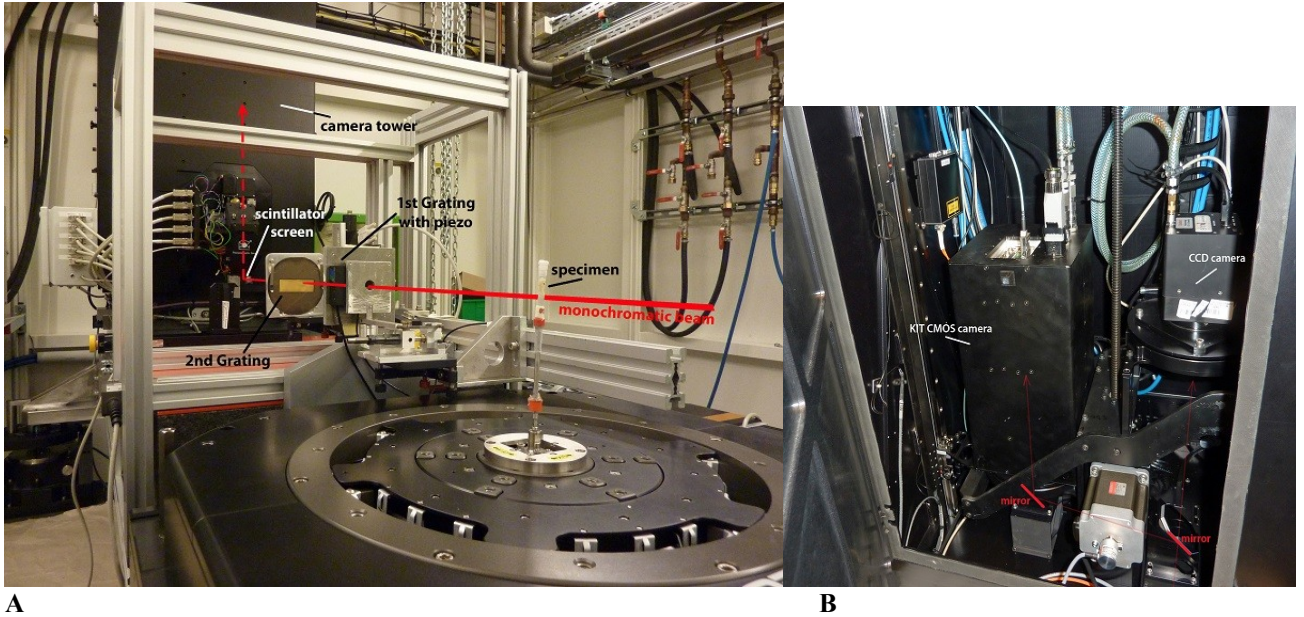 camera tower
scintillator
screen
1st Grating
with piezo
specimen
monochromatic beam
2nd Grating
CCD camera
KIT CMOS camera
mirror
mirror
A
B